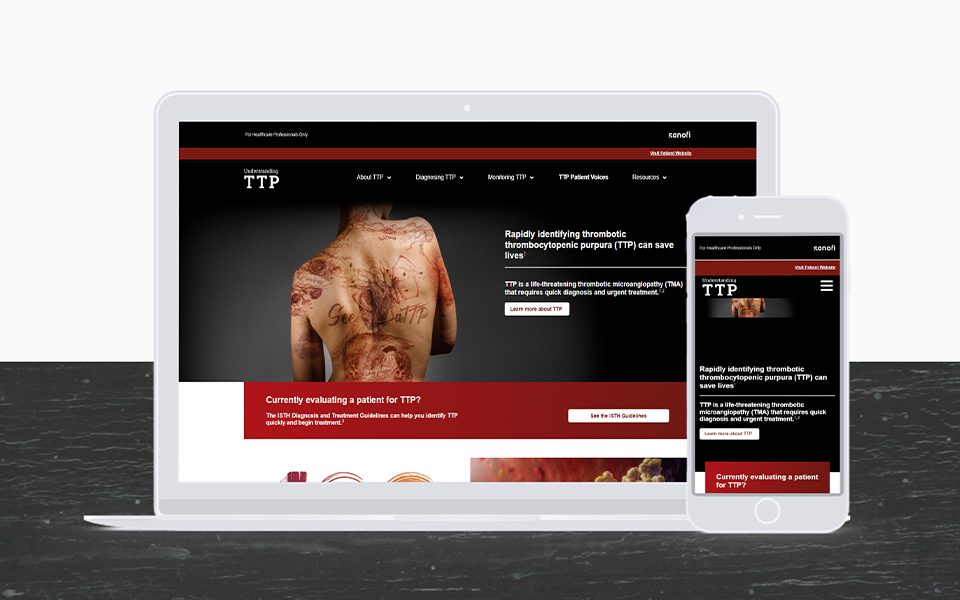 For Healthcare Professionals Only
sanofi
Visit Patient Website
Understanding
TTP
About TTP
Diagnosing TTP
Monitoring TTP
TTP Patient Voices
Resources
Rapidly identifying thrombotic
thrombocytopenic purpura (TTP) can save
lives1
TTP is a life-threatening thrombotic microangiopathy (TMA)
that requires quick diagnosis and urgent treatment.1,2
Learn more about TTP
See
TTP
Currently evaluating a patient for TTP?
The ISTH Diagnosis and Treatment Guidelines can help you identify TTP
quickly and begin treatment.3
See the ISTH Guidelines
For Healthcare Professionals Only
sanofi
Visit Patient Website
Understanding
TTP
Rapidly identifying thrombotic
thrombocytopenic purpura (TTP) can
save lives1
TTP is a life-threatening thrombotic
microangiopathy (TMA) that requires quick
diagnosis and urgent treatment.1,2
Learn more about TTP
Currently evaluating a patient
for TTP?